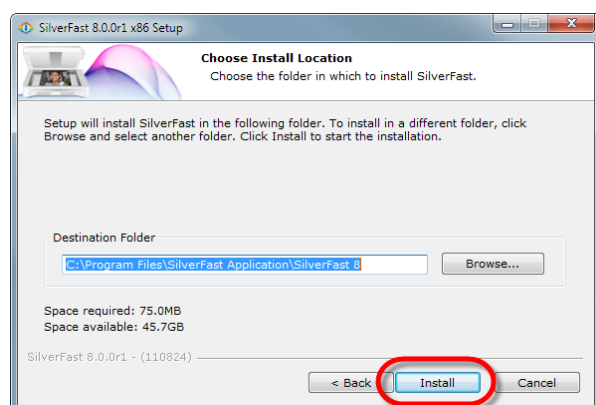 SilverFast 8.0.0r1 x86 Setup
Choose Install Location
Choose the folder in which to install SilverFast.
Setup will install SilverFast in the following folder. To install in a different folder, click
Browse and select another folder. Click Install to start the installation.
Destination Folder
C:\Program Files\SilverFast Application\SilverFast 8
Browse...
Space required: 75.0MB
Space available: 45.7GB
SilverFast 8.0.0r1 - (110824)
< Back Install Cancel